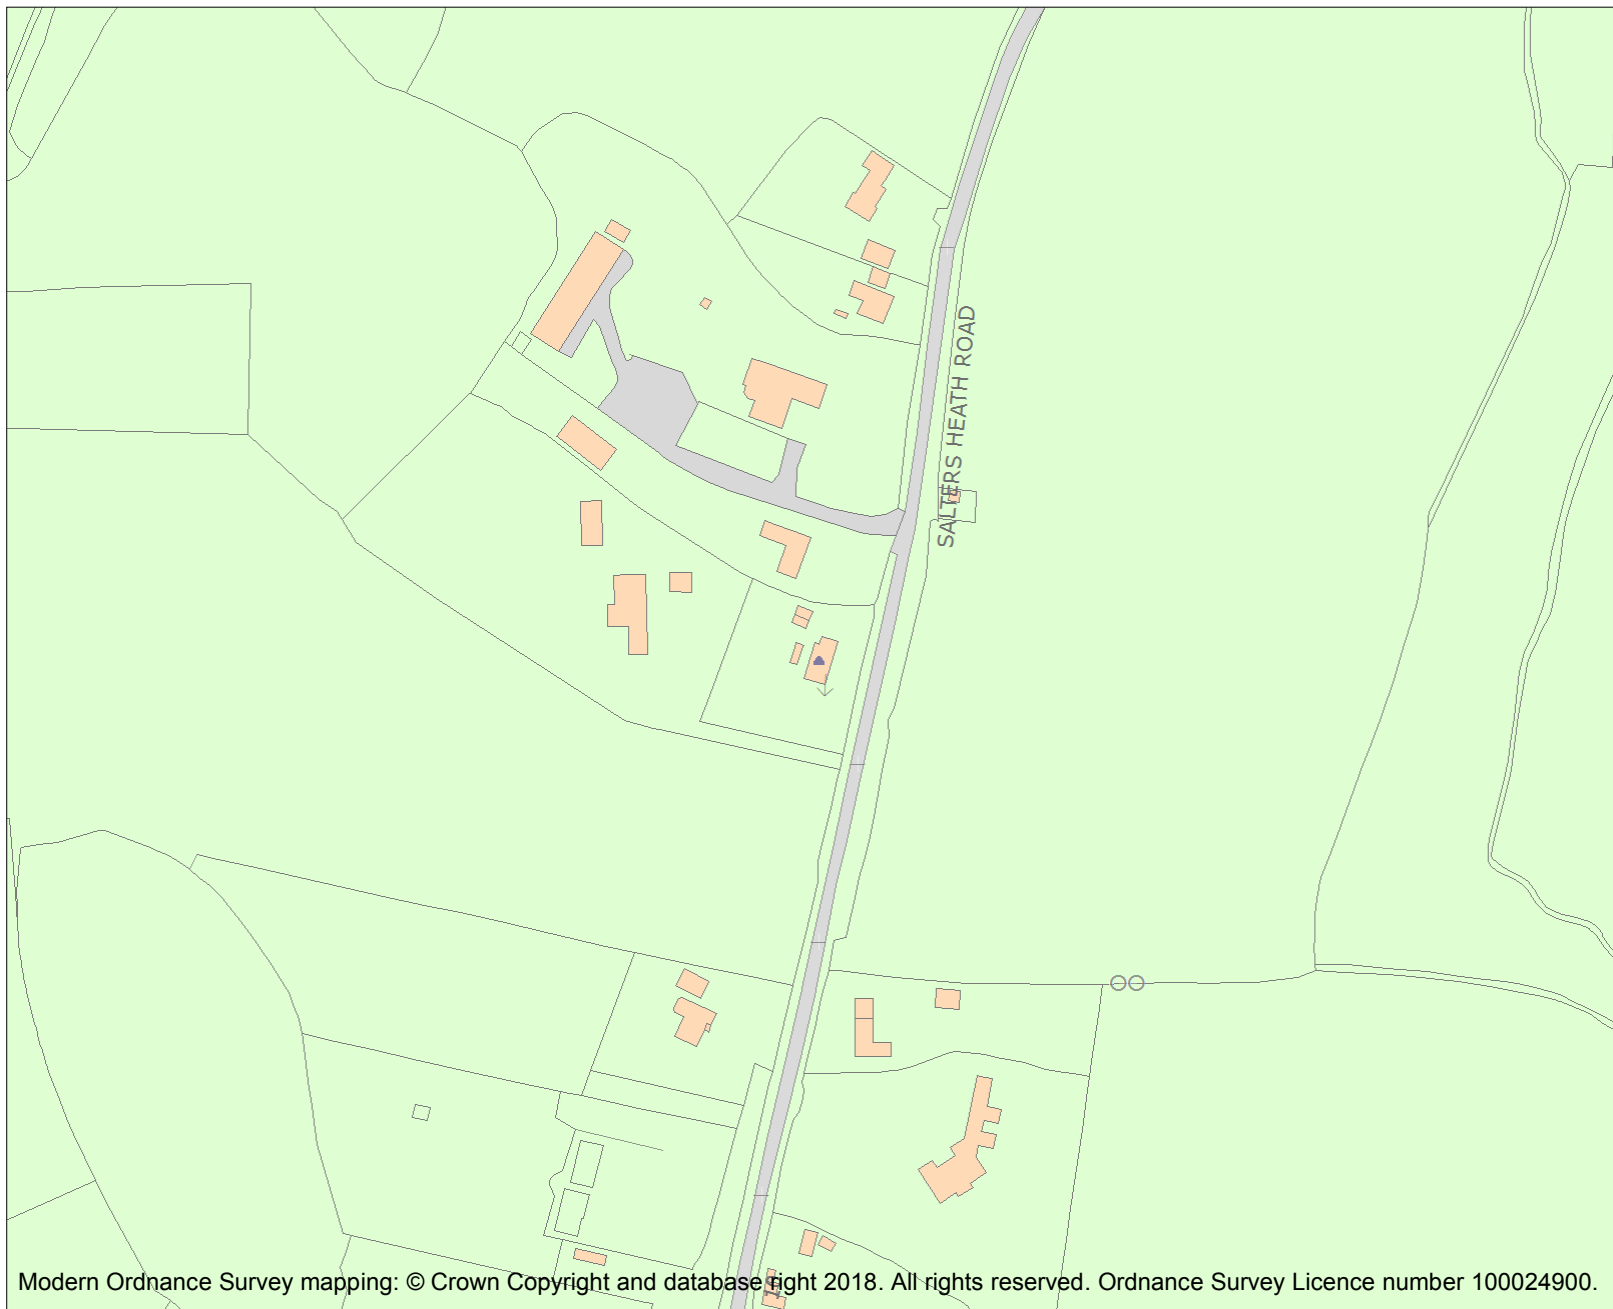 SALTERS HEATH ROAD
Modern Ordnance Survey mapping: © Crown Copyright and database right 2018. All rights reserved. Ordnance Survey Licence number 100024900.